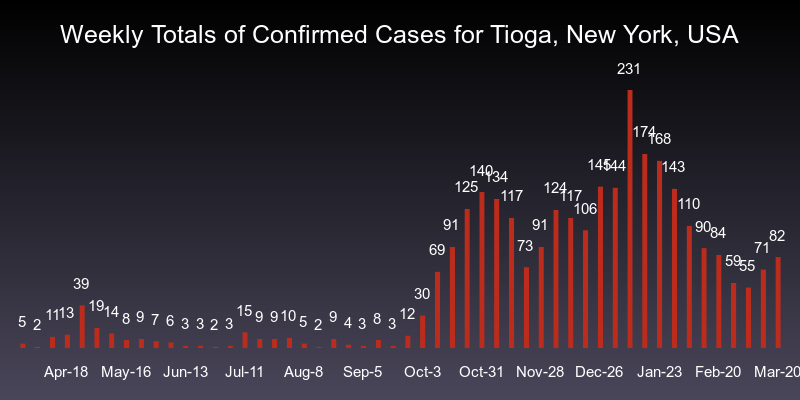 Weekly Totals of Confirmed Cases for Tioga, New York, USA
5 2 11 13 39 19 14 8 9 7 6 3 3 2 3 15 9 9 10 5 2 9 4 3 8 3 12 30 69 91 125 140 134 117 73 91 124 117 106 145 144 231 174 168 143 110 90 84 59 55 71 82
Apr-18 May-16 Jun-13 Jul-11 Aug-8 Sep-5 Oct-3 Oct-31 Nov-28 Dec-26 Jan-23 Feb-20 Mar-20